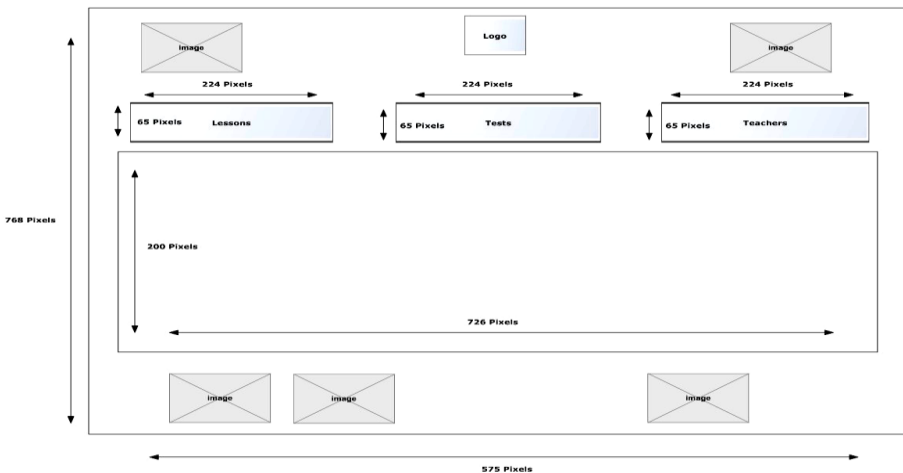 image
Logo
image
224 Pixels
224 Pixels
224 Pixels
65 Pixels
Lessons
65 Pixels
Tests
65 Pixels
Teachers
768 Pixels
200 Pixels
726 Pixels
image
image
image
575 Pixels